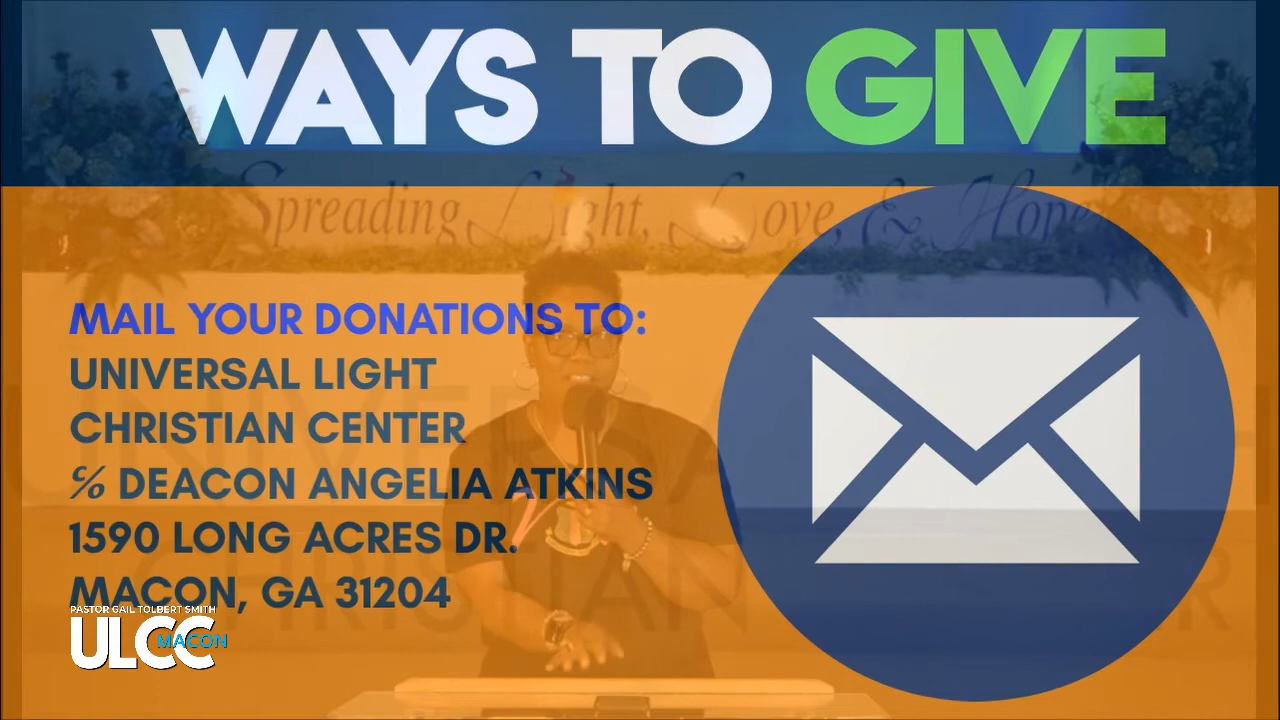 WAYS TO GIVE
Spreading Light, Love, & Hope
MAIL YOUR DONATIONS TO:
UNIVERSAL LIGHT
CHRISTIAN CENTER
℅ DEACON ANGELIA ATKINS
1590 LONG ACRES DR.
MACON, GA 31204
PASTOR GAIL TOLBERT SMITH
ULCC MACON